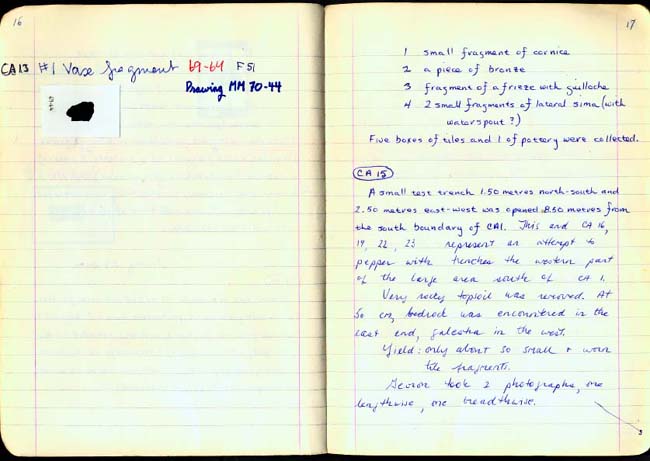 16
CA13 #1 Vase fragment 69-64 F51
Drawing MM 70-44
17
1 small fragment of cornice
2 a piece of bronze
3 fragment of a frieze with guilloche
4 2 small fragments of lateral sima (with
waterspout?)
Five boxes of tiles and 1 of pottery were collected.
CA 15
A small test trench 1.50 metres north-south and
2.50 metres east-west was opened 8.50 metres from
the south boundary of CA1. This and CA 16,
19, 22, 23 represent an attempt to
pepper with trenches the western part
of the large area south of CA 1.
Very rocky topsoil was removed. At
50 cm, bedrock was encountered in the
east end, galestra in the west.
Yield: only about 50 small + worn
tile fragments.
took 2 photographs, one
lengthwise, one breadthwise.